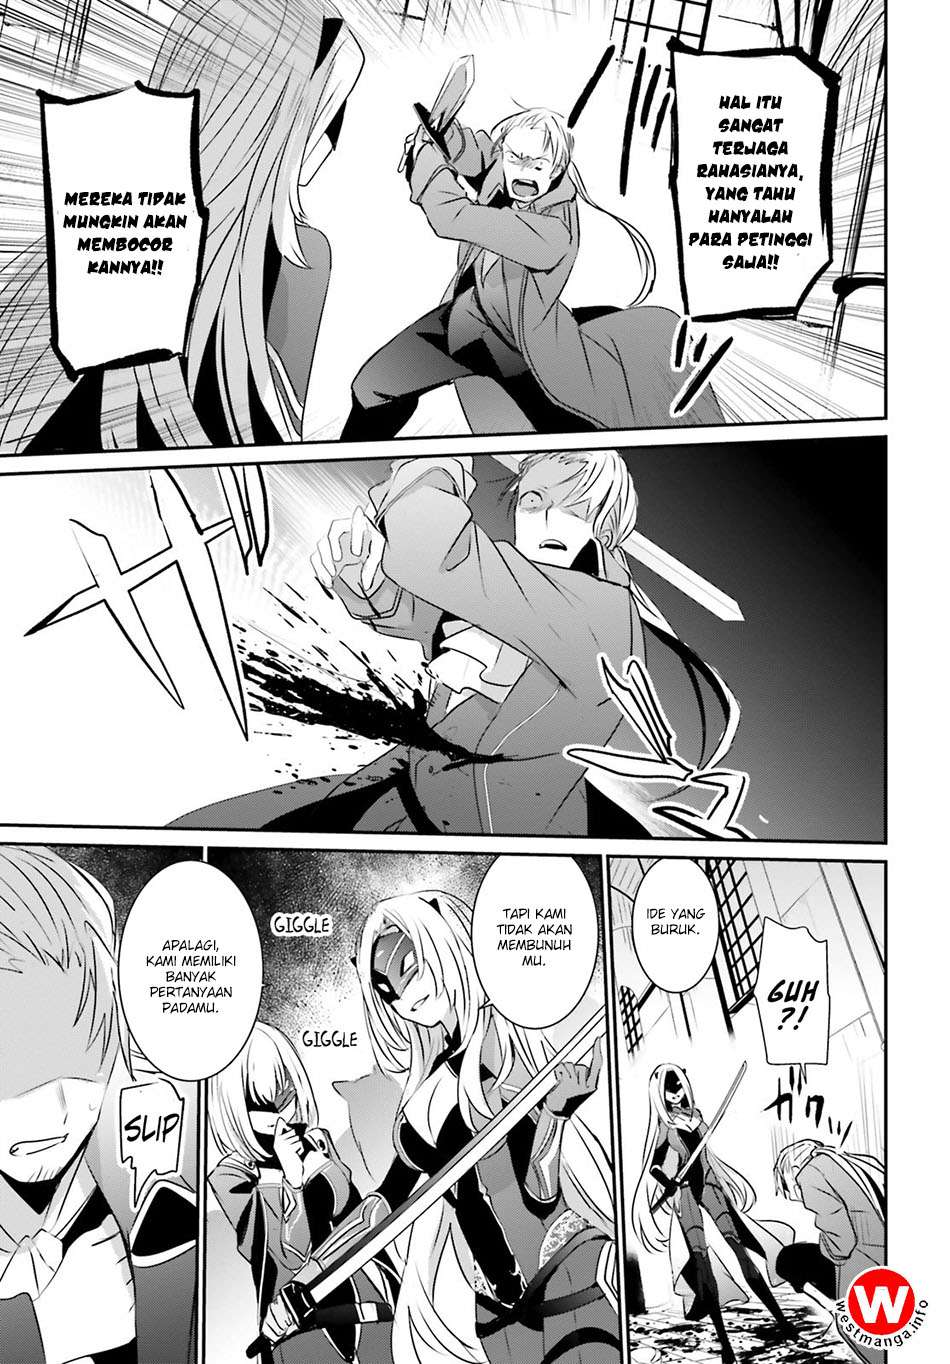 HAL ITU
SANGAT
TERJAGA
RAHASIANYA,
YANG TAHU
HANYALAH
PARA PETINGGI
SAJA!!
MEREKA TIDAK
MUNGKIN AKAN
MEMBOCOR
KANNYA!!
IDE YANG
BURUK.
GUH
?!
TAPI KAMI
TIDAK AKAN
MEMBUNUH
MU.
GIGGLE
GIGGLE
APALAGI,
KAMI MEMILIKI
BANYAK
PERTANYAAN
PADAMU.
SLIP
W
westmanga.info